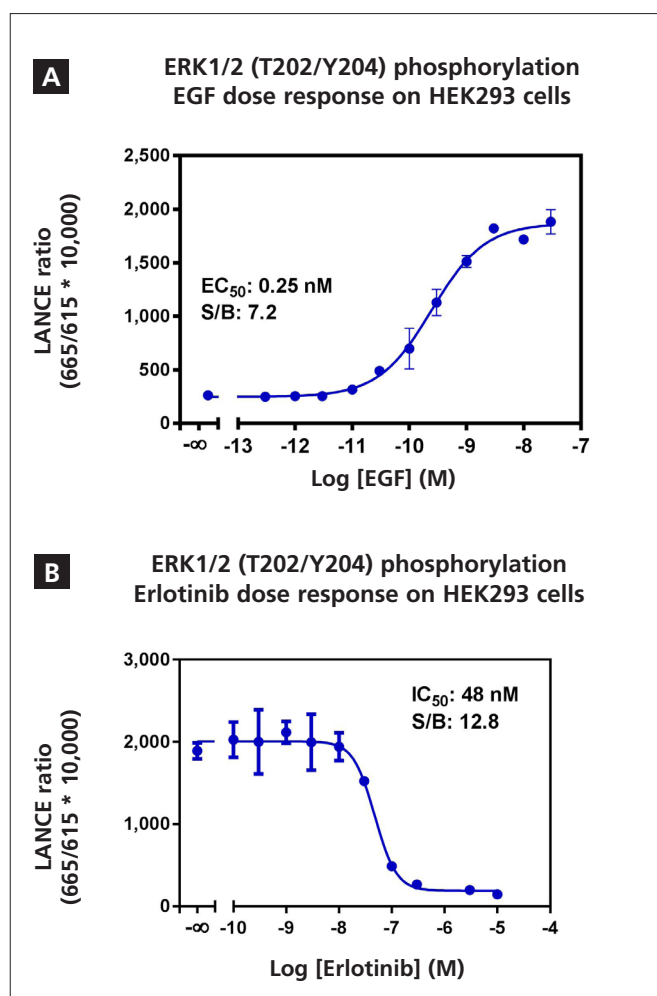 A
ERK1/2 (T202/Y204) phosphorylation
EGF dose response on HEK293 cells
LANCE ratio
(665/615 * 10,000)
2,500
2,000
1,500
1,000
500
0
EC50: 0.25 nM
S/B: 7.2
-∞ -13 -12 -11 -10 -9 -8 -7
Log [EGF] (M)
B
ERK1/2 (T202/Y204) phosphorylation
Erlotinib dose response on HEK293 cells
LANCE ratio
(665/615 * 10,000)
3,000
2,000
1,000
0
IC50: 48 nM
S/B: 12.8
-∞ -10 -9 -8 -7 -6 -5 -4
Log [Erlotinib] (M)